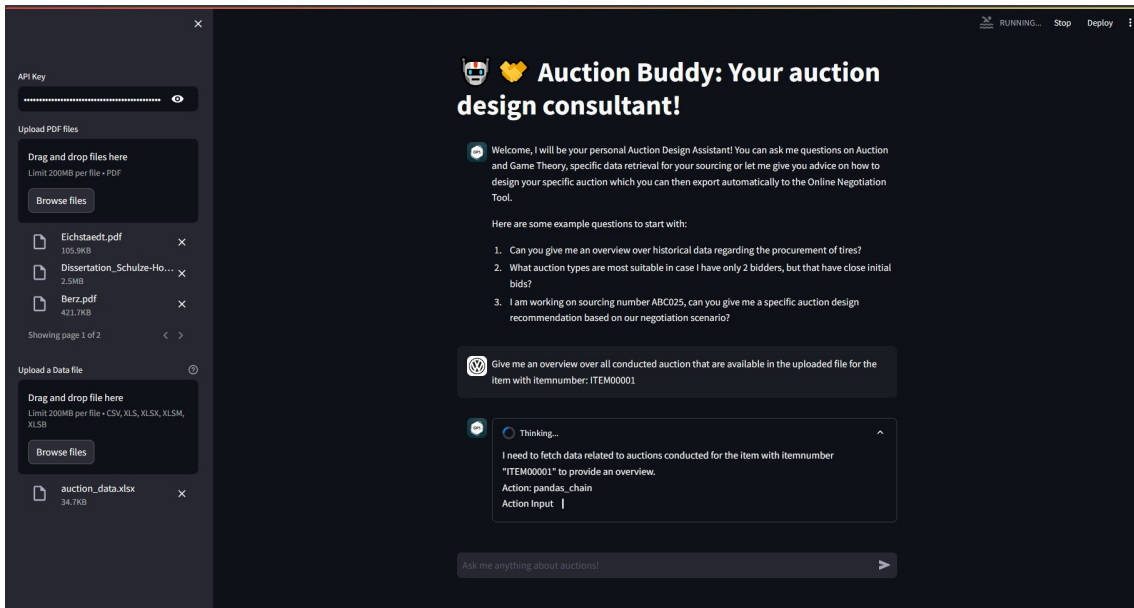 RUNNING...
Stop
Deploy
API Key
Upload PDF files
Drag and drop files here
Limit 200MB per file • PDF
Browse files
Eichstaedt.pdf
105.9KB
Dissertation_Schulze-Ho...
2.5MB
Berz.pdf
421.7KB
Showing page 1 of 2
Upload a Data file
Drag and drop file here
Limit 200MB per file • CSV, XLS, XLSX, XLSM,
XLSB
Browse files
auction_data.xlsx
34.7KB
Auction Buddy: Your auction
design consultant!
Welcome, I will be your personal Auction Design Assistant! You can ask me questions on Auction
and Game Theory, specific data retrieval for your sourcing or let me give you advice on how to
design your specific auction which you can then export automatically to the Online Negotiation
Tool.
Here are some example questions to start with:
1. Can you give me an overview over historical data regarding the procurement of tires?
2. What auction types are most suitable in case I have only 2 bidders, but that have close initial
bids?
3. I am working on sourcing number ABC025, can you give me a specific auction design
recommendation based on our negotiation scenario?
Give me an overview over all conducted auction that are available in the uploaded file for the
item with itemnumber: ITEM00001
Thinking...
I need to fetch data related to auctions conducted for the item with itemnumber
"ITEM00001" to provide an overview.
Action: pandas_chain
Action Input
Ask me anything about auctions!